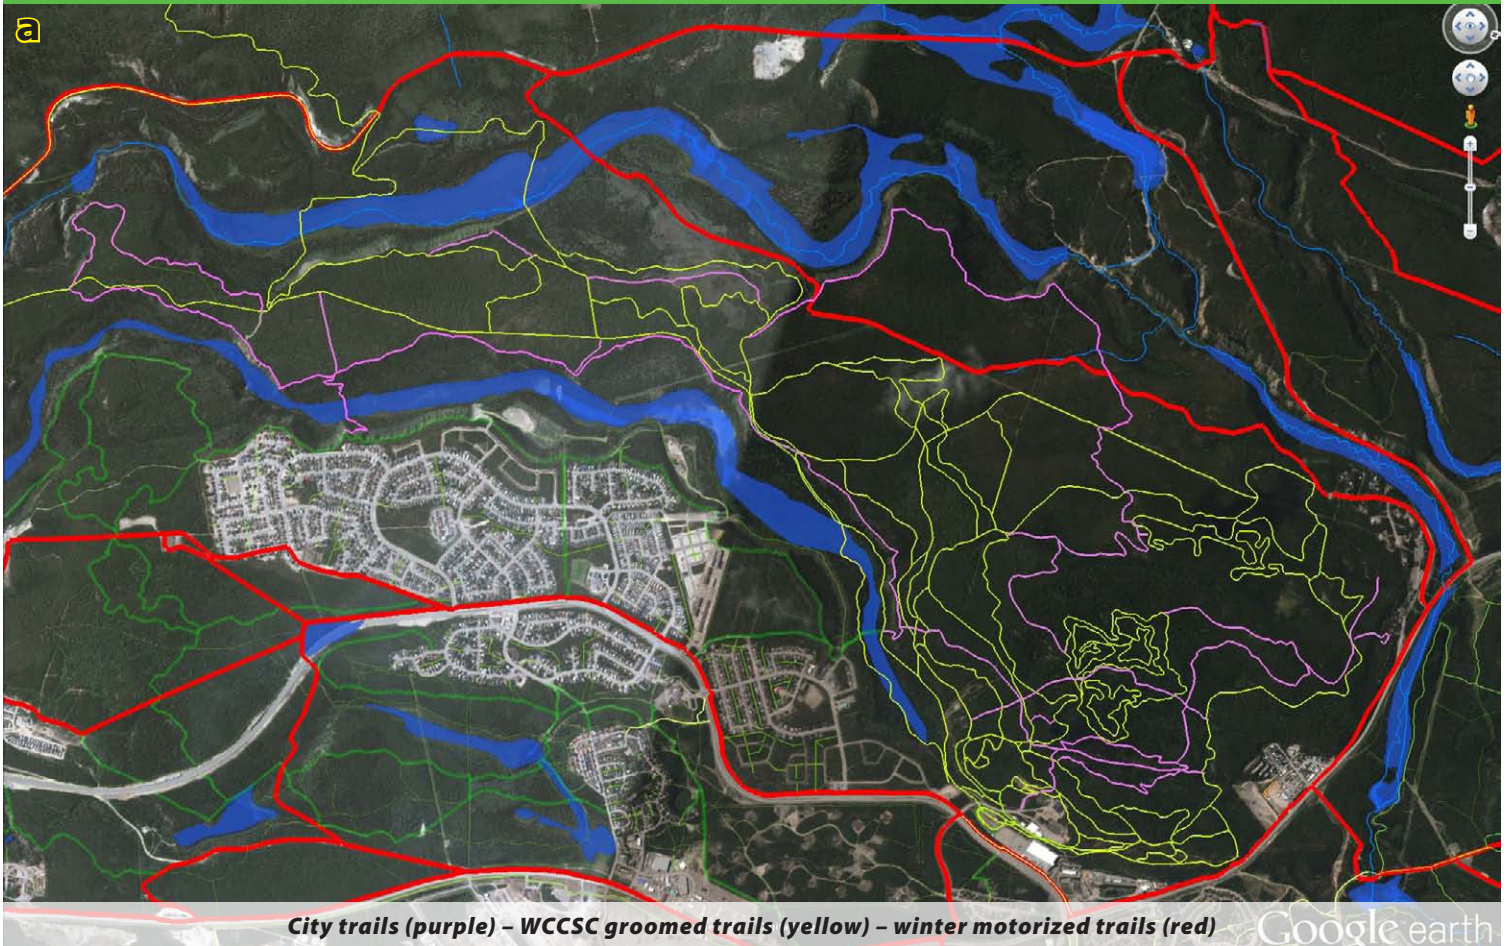 a
City trails (purple) – WCCSC groomed trails (yellow) – winter motorized trails (red)
Google earth